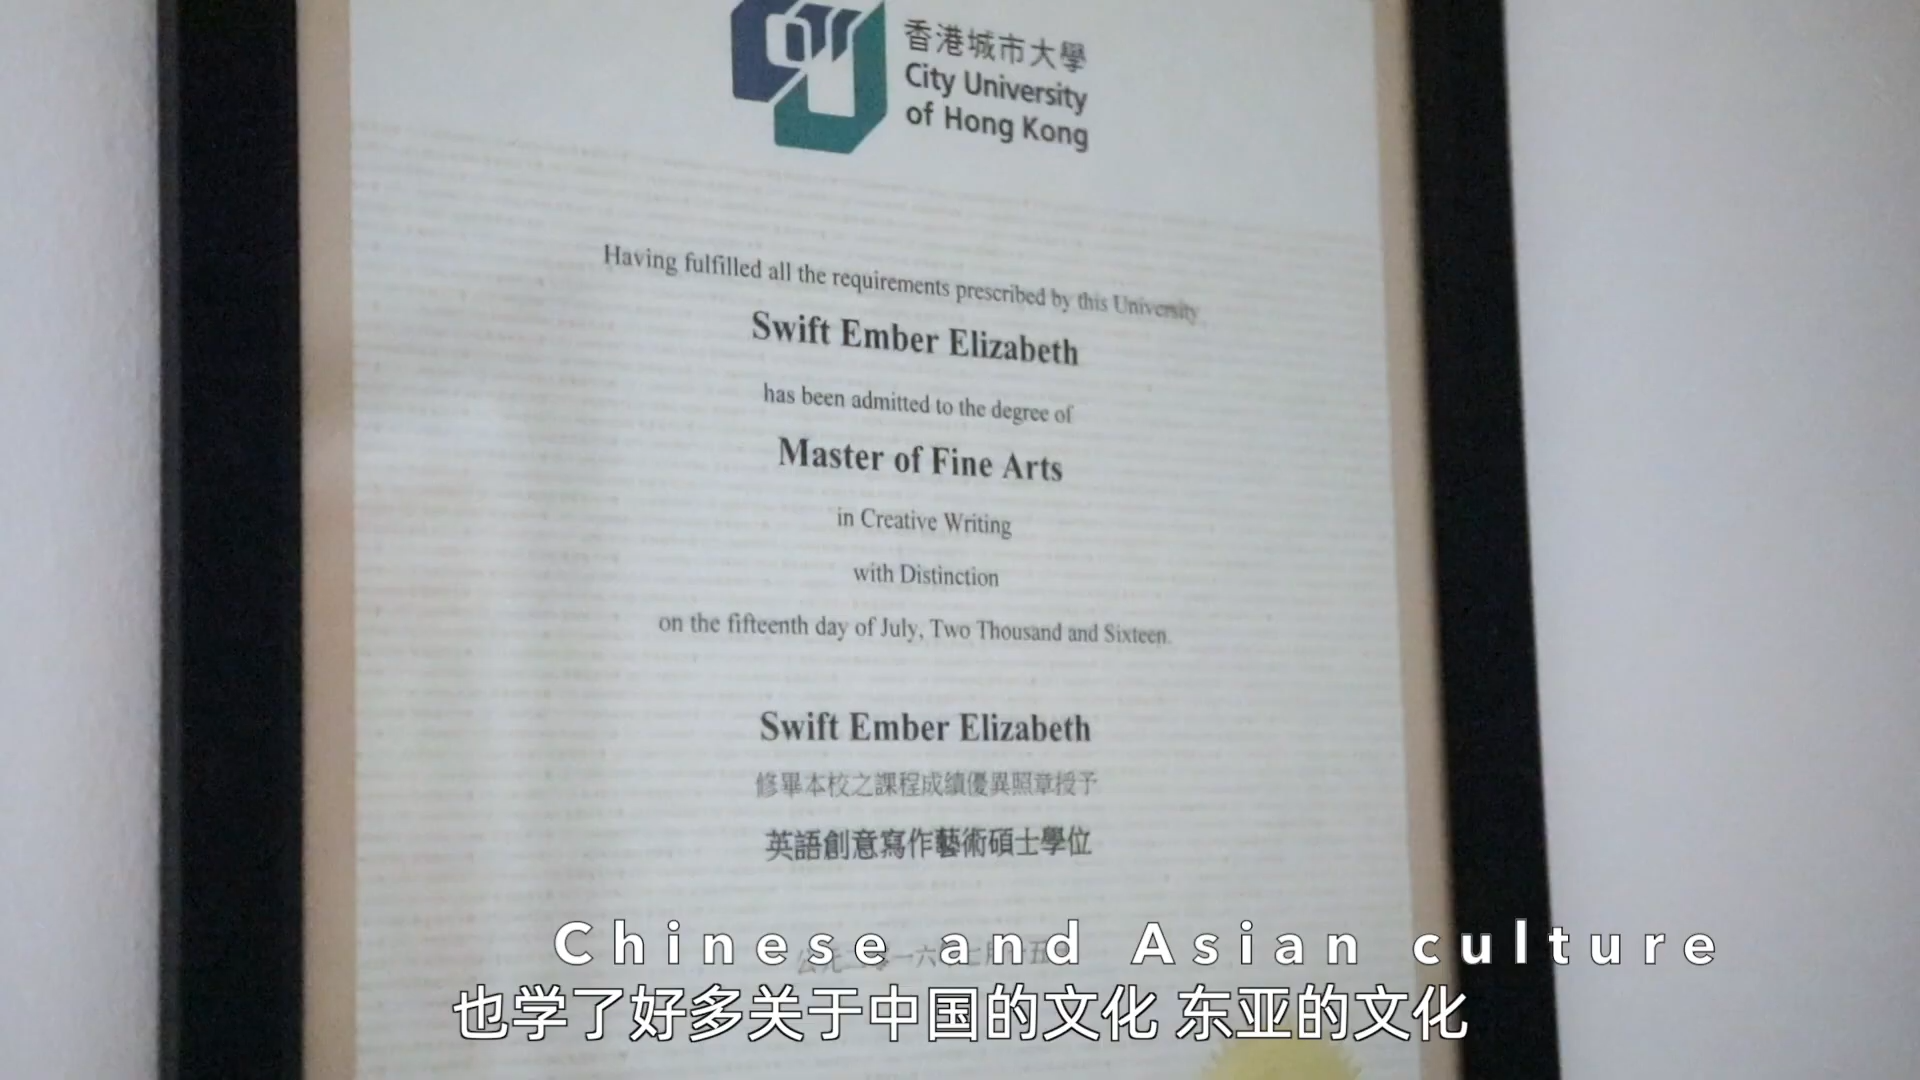 香港城市大學
City University
of Hong Kong
Having fulfilled all the requirements prescribed by this University
Swift Ember Elizabeth
has been admitted to the degree of
Master of Fine Arts
in Creative Writing
with Distinction
on the fifteenth day of July, Two Thousand and Sixteen.
Swift Ember Elizabeth
修畢本校之課程成績優異照章授予
英語創意寫作藝術碩士學位
Chinese and Asian culture
也学了好多关于中国的文化 东亚的文化